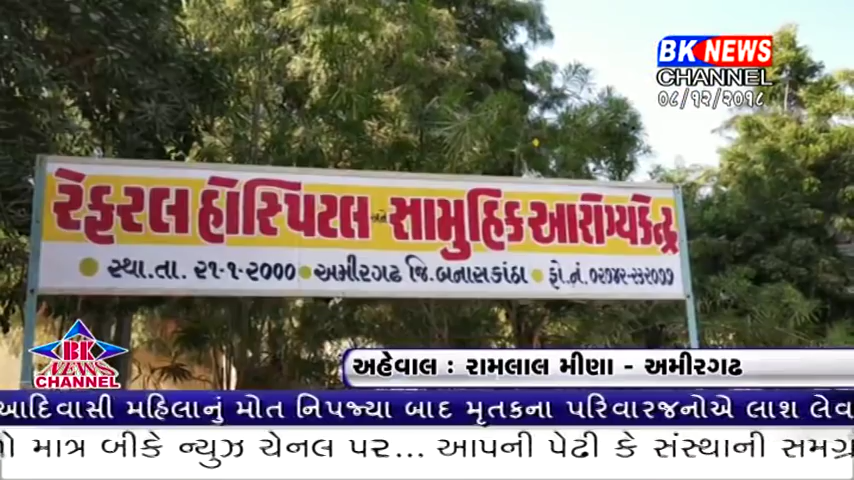 BK NEWS
CHANNEL
૦૮/૧૨/૨૦૧૮
રેફરલ હોસ્પિટલ અને સામુહિક આરોગ્ય કેન્દ્ર
સ્થા.તા. ૨૧-૧-૨૦૦૦ અમીરગઢ જિ.બનાસકાંઠા ફો.નં. ૦૨૭૪૨-
BK
NEWS
CHANNEL
અહેવાલ : રામલાલ મીણા - અમીરગઢ
આદિવાસી મહિલાનું મોત નિપજ્યા બાદ મૃતકના પરિવારજનોએ લાશ લેવા
માત્ર બીકે ન્યુઝ ચેનલ પર... આપની પેઢી કે સંસ્થાની સમગ્ર